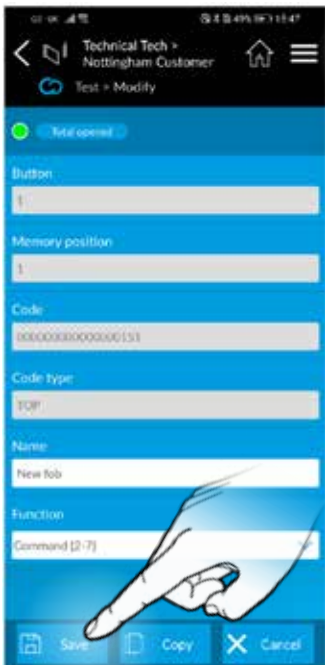 Technical Tech >
Nottingham Customer
Test > Modify
Total opened
Button
1
Memory position
1
Code
Code type
TOP
Name
New fob
Function
Command [2-7]
Save
Copy
Cancel